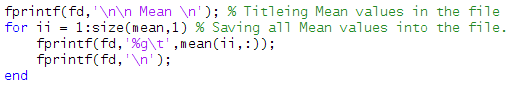 fprintf(fd,'\n\n Mean \n'); % Titleing Mean values in the file
for ii = 1:size(mean,1) % Saving all Mean values into the file.
    fprintf(fd,'%g\t',mean(ii,:));
    fprintf(fd,'\n');
end